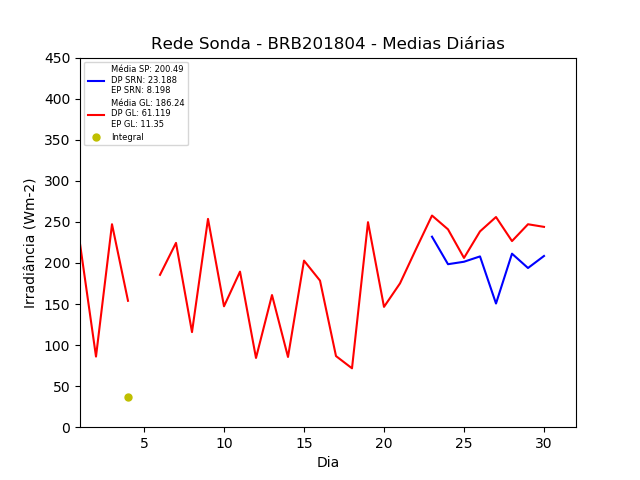 Rede Sonda - BRB201804 - Medias Diárias
450
400
350
300
250
200
150
100
50
0
Irradiância (Wm-2)
Média SP: 200.49
DP SRN: 23.188
EP SRN: 8.198
Média GL: 186.24
DP GL: 61.119
EP GL: 11.35
Integral
5
10
15
20
25
30
Dia